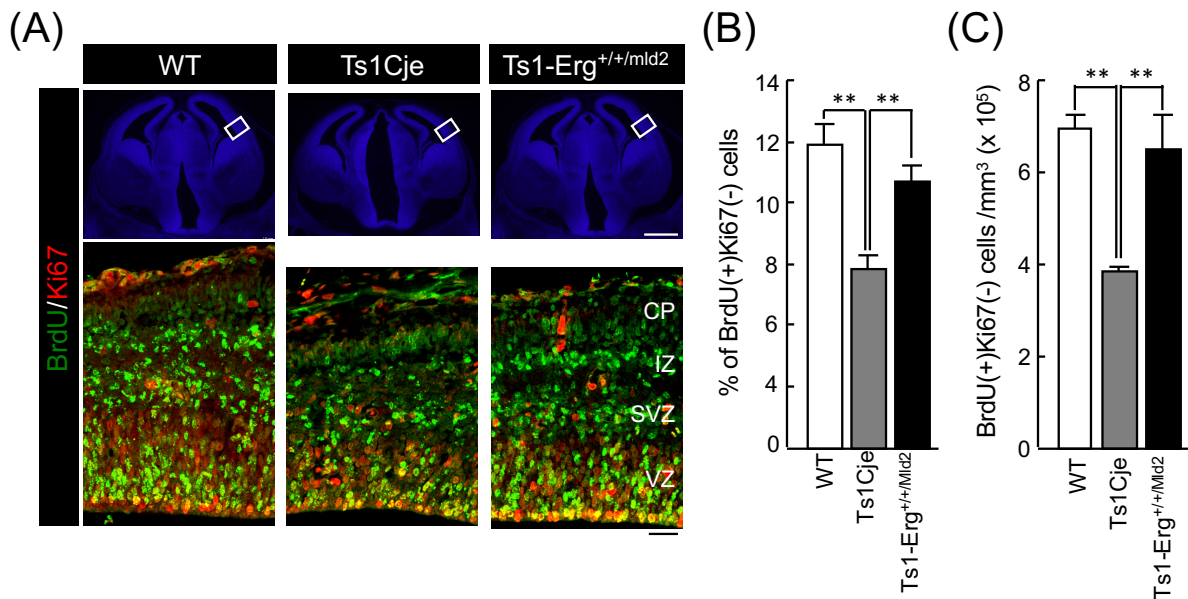 (A)
WT
Ts1Cje
Ts1-Erg+/+/mld2
BrdU/Ki67
CP
IZ
SVZ
VZ
(B)
% of BrdU(+)Ki67(-) cells
14
12
10
8
6
4
2
0
** **
WT
Ts1Cje
Ts1-Erg+/+/Mld2
(C)
BrdU(+)Ki67(-) cells /mm³ (x 10⁵)
8
6
4
2
0
** **
WT
Ts1Cje
Ts1-Erg+/+/Mld2